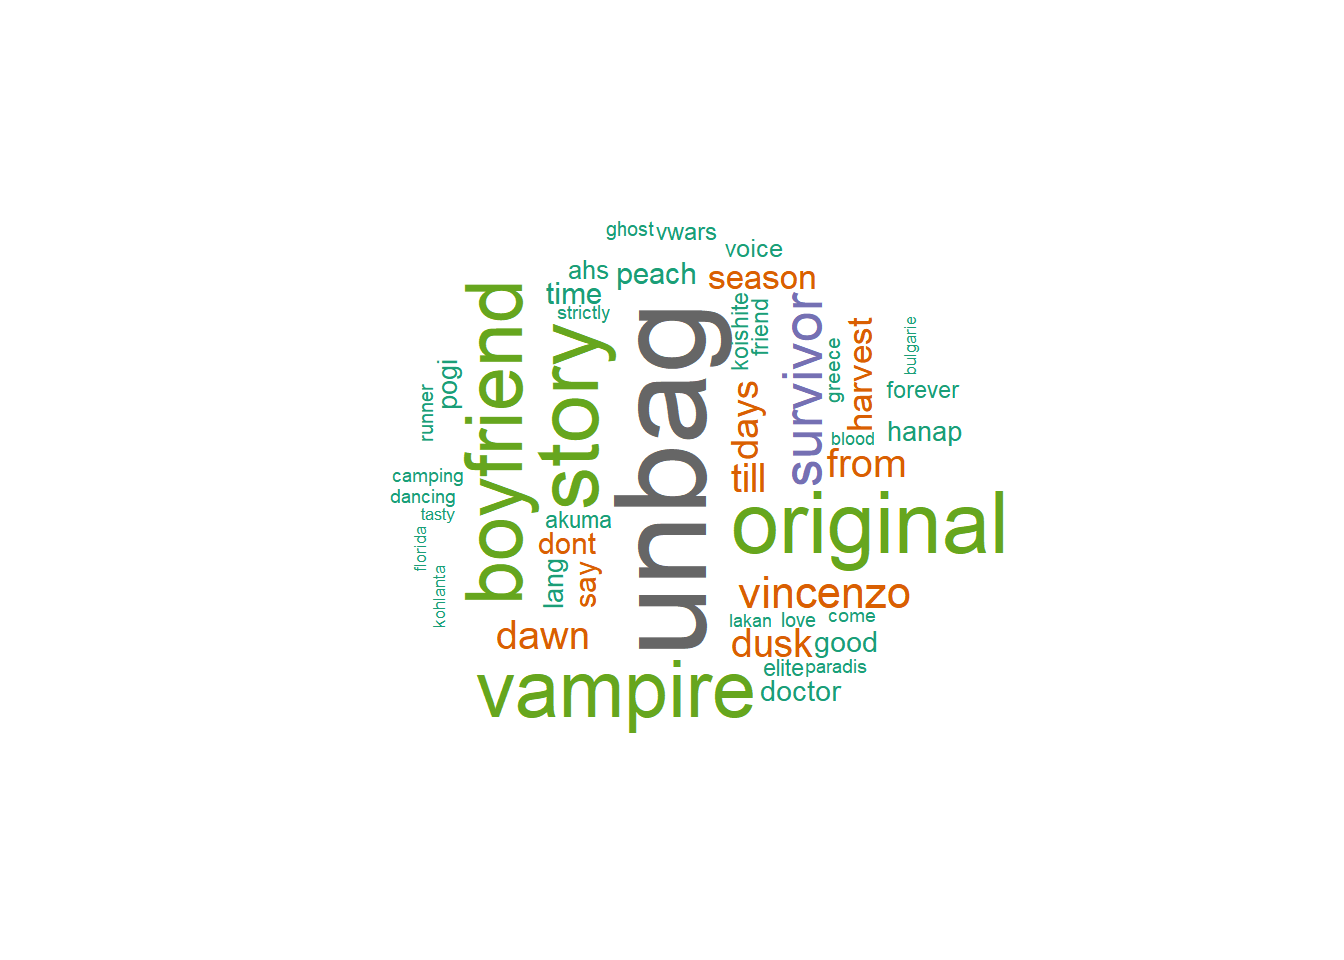 ghost
vwars
voice
ahs
peach
season
time
strictly
boyfriend
story
unbag
koishite
friend
survivor
greece
harvest
bulgarie
pogi
runner
days
forever
blood
hanap
till
from
camping
dancing
tasty
akuma
original
florida
dont
kohlanta
lang
say
vincenzo
dawn
lakan
love
come
dusk
good
elite
paradis
vampire
doctor